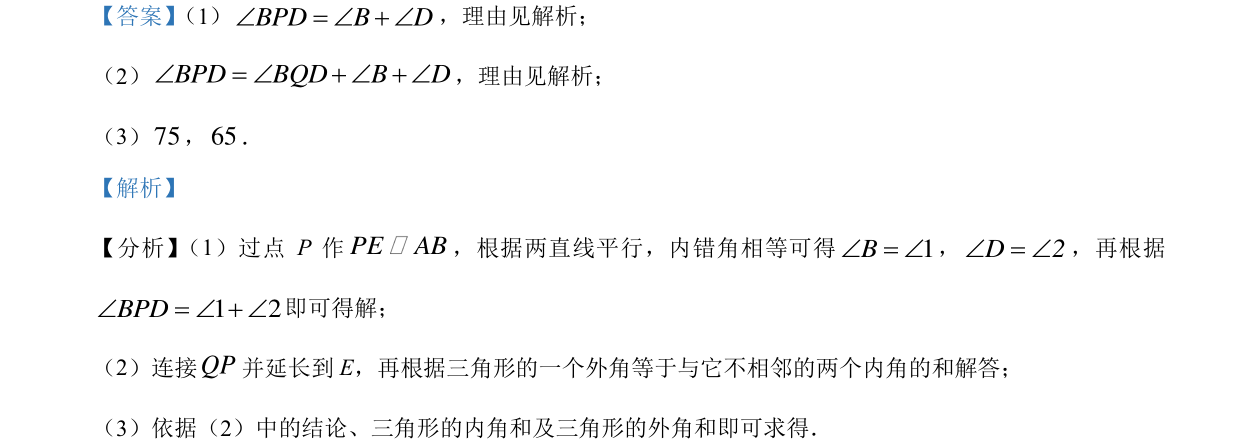 【答案】（1）∠BPD = ∠B + ∠D，理由见解析；
（2）∠BPD = ∠BQD + ∠B + ∠D，理由见解析；
（3）75，65．
【解析】
【分析】（1）过点 P 作 PE □ AB，根据两直线平行，内错角相等可得 ∠B = ∠1，∠D = ∠2，再根据
∠BPD = ∠1 + ∠2 即可得解；
（2）连接 QP 并延长到 E，再根据三角形的一个外角等于与它不相邻的两个内角的和解答；
（3）依据（2）中的结论、三角形的内角和及三角形的外角和即可求得．